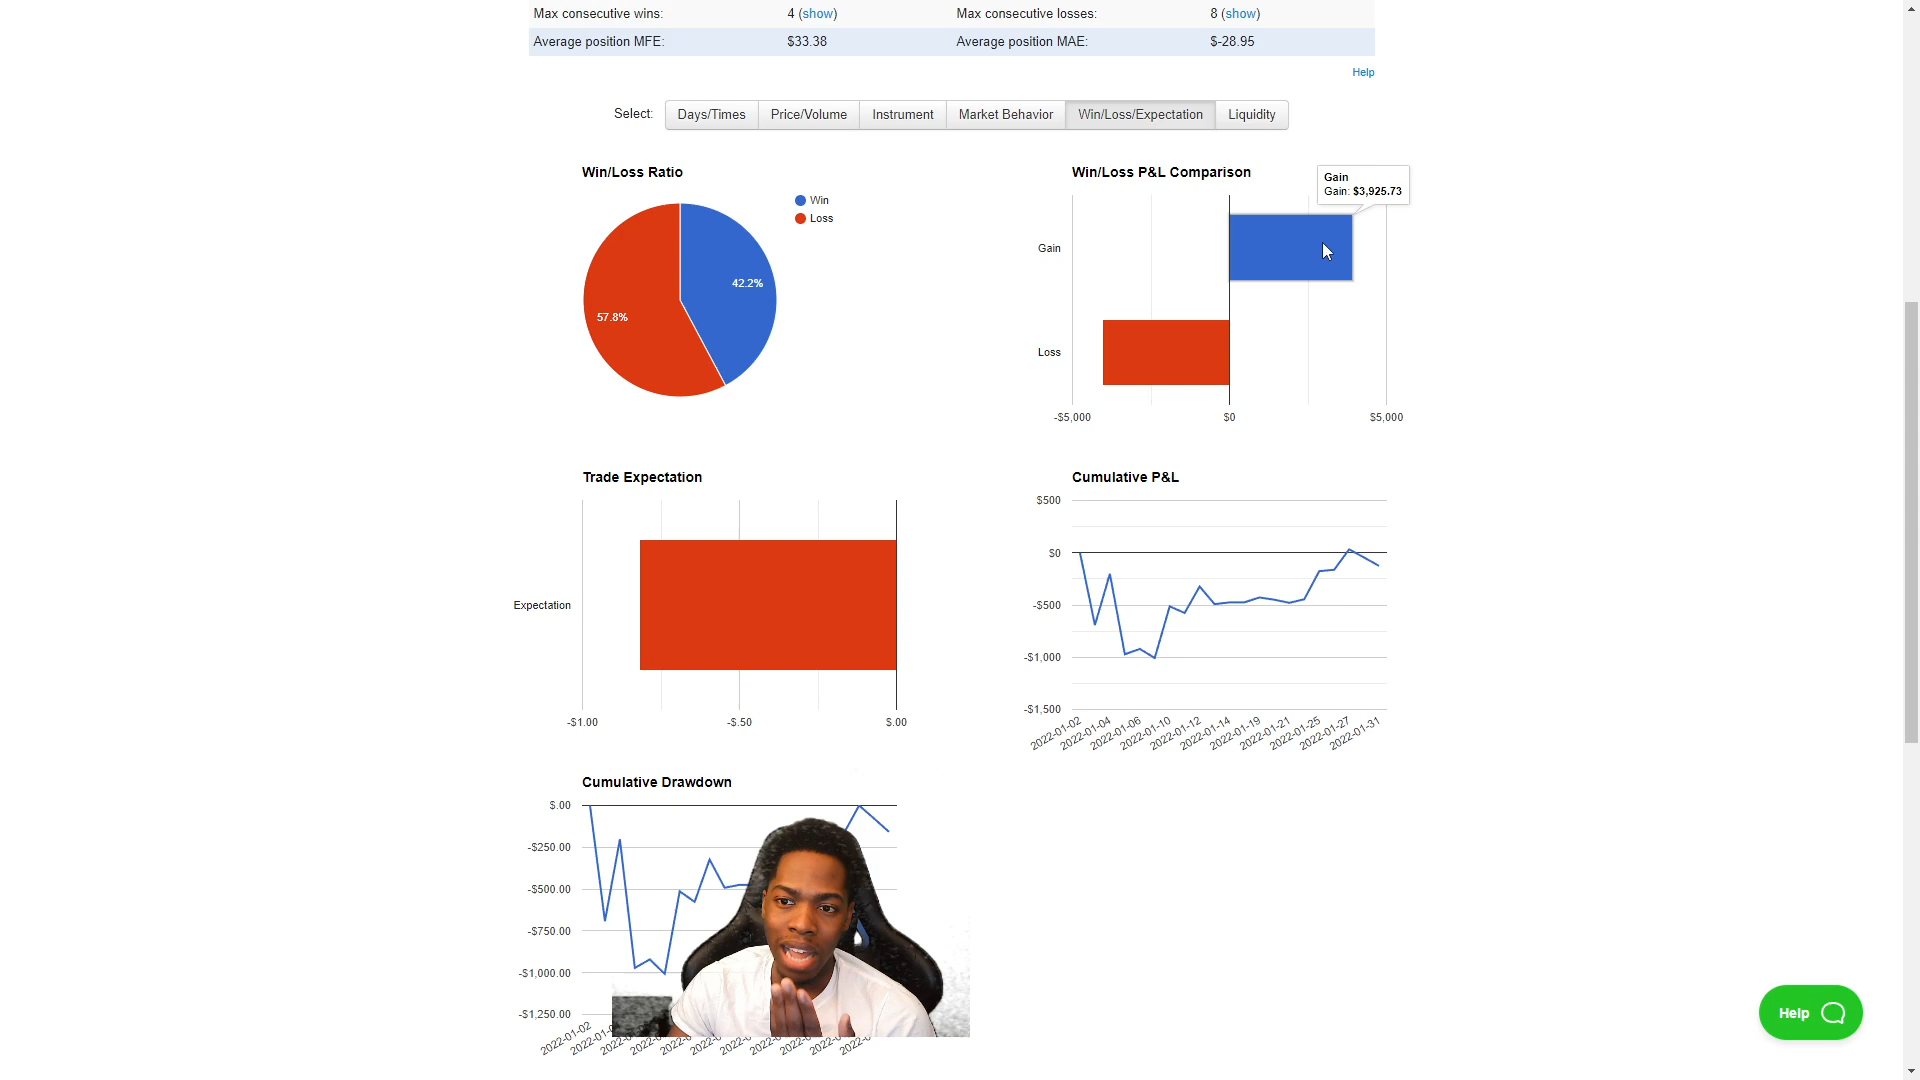 Max consecutive wins: 4 (show) Max consecutive losses: 8 (show)
Average position MFE: $33.38 Average position MAE: $-28.95
Help
Select: Days/Times Price/Volume Instrument Market Behavior Win/Loss/Expectation Liquidity
Win/Loss Ratio
Win
Loss
42.2%
57.8%
Win/Loss P&L Comparison
Gain
Gain: $3,925.73
Gain
Loss
-$5,000 $0 $5,000
Trade Expectation
Expectation
-$1.00 -$.50 $.00
Cumulative P&L
$500
$0
-$500
-$1,000
-$1,500
2022-01-02 2022-01-04 2022-01-06 2022-01-10 2022-01-12 2022-01-14 2022-01-19 2022-01-21 2022-01-25 2022-01-27 2022-01-31
Cumulative Drawdown
$.00
-$250.00
-$500.00
-$750.00
-$1,000.00
-$1,250.00
2022-01-02
Help